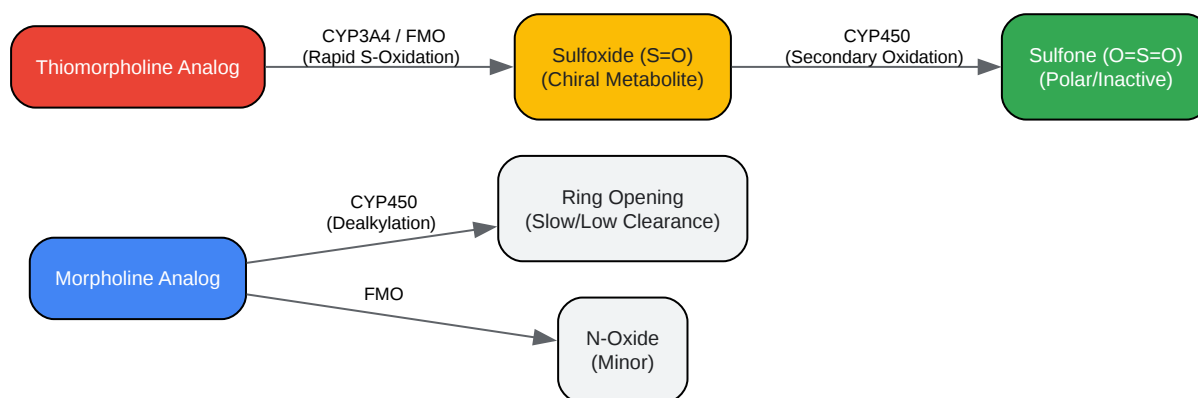 Thiomorpholine Analog
CYP3A4 / FMO
(Rapid S-Oxidation)
Sulfoxide (S=O)
(Chiral Metabolite)
CYP450
(Secondary Oxidation)
Sulfone (O=S=O)
(Polar/Inactive)
Morpholine Analog
CYP450
(Dealkylation)
Ring Opening
(Slow/Low Clearance)
FMO
N-Oxide
(Minor)